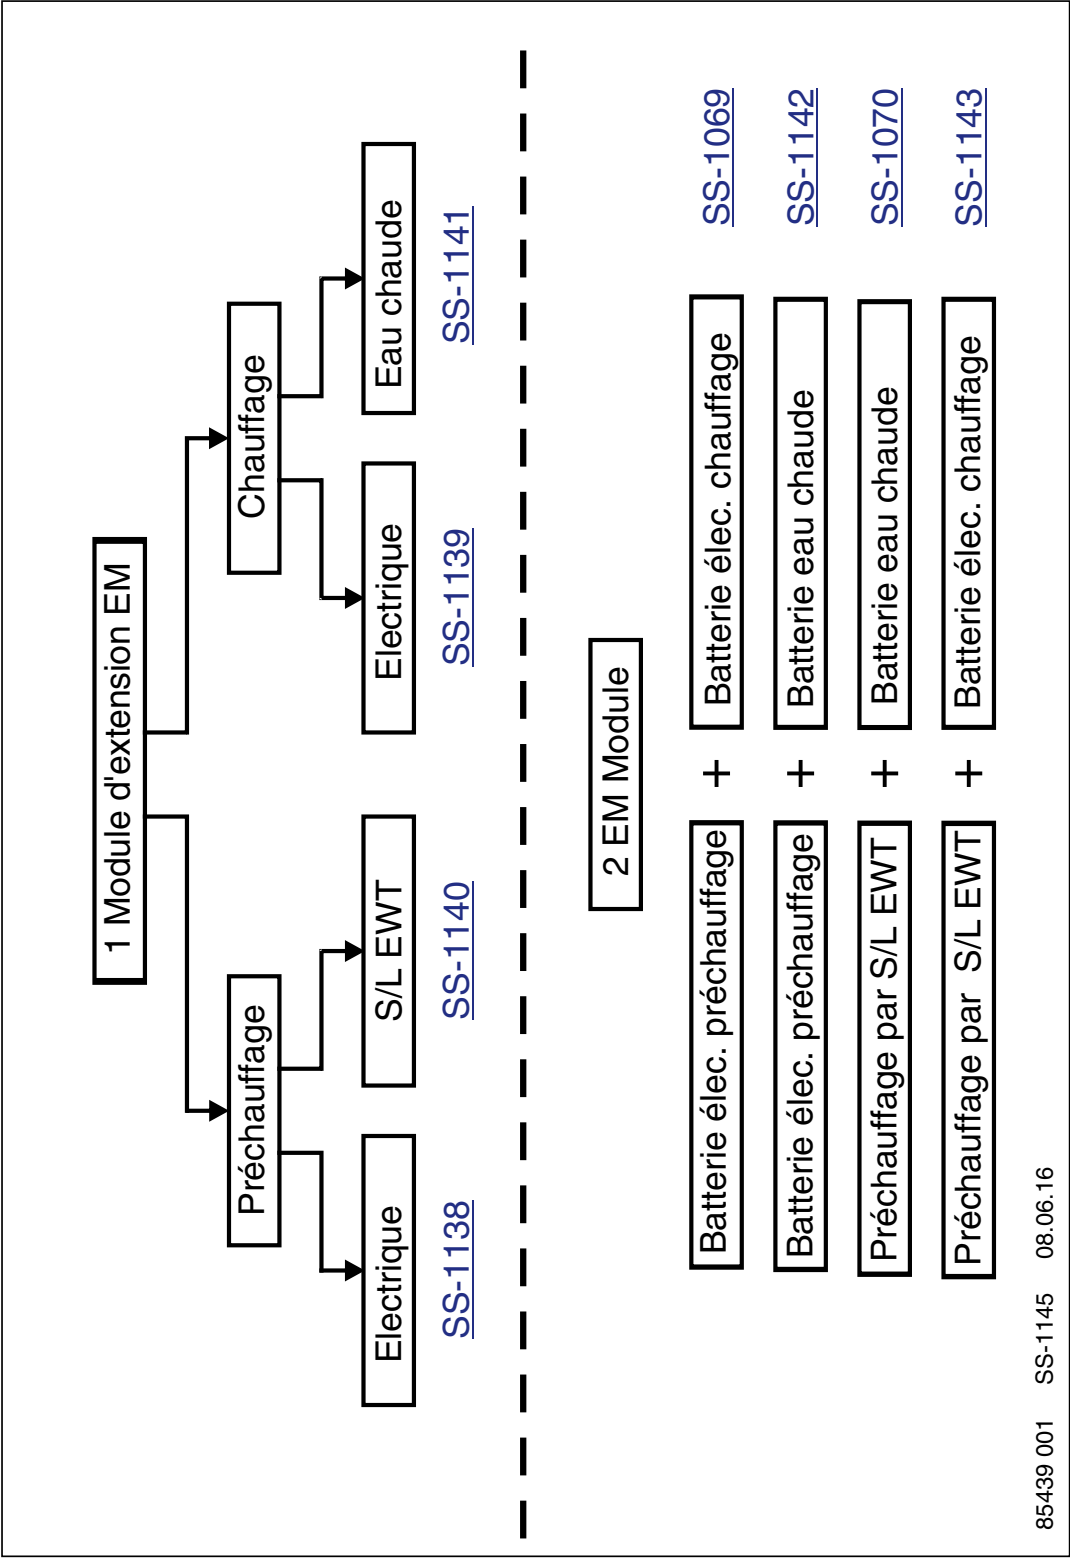 1 Module d'extension EM
Préchauffage
Chauffage
Electrique
S/L EWT
Electrique
Eau chaude
SS-1138
SS-1140
SS-1139
SS-1141
2 EM Module
Batterie élec. préchauffage + Batterie élec. chauffage SS-1069
Batterie élec. préchauffage + Batterie eau chaude SS-1142
Préchauffage par S/L EWT + Batterie eau chaude SS-1070
Préchauffage par S/L EWT + Batterie élec. chauffage SS-1143
85439 001 SS-1145 08.06.16